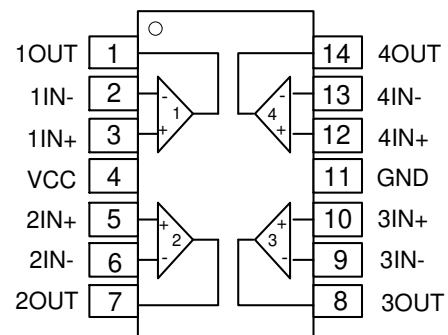 1OUT 1 14 4OUT
1IN- 2 - - 13 4IN-
1 4
1IN+ 3 + + 12 4IN+
VCC 4 11 GND
2IN+ 5 + + 10 3IN+
2 3
2IN- 6 - - 9 3IN-
2OUT 7 8 3OUT